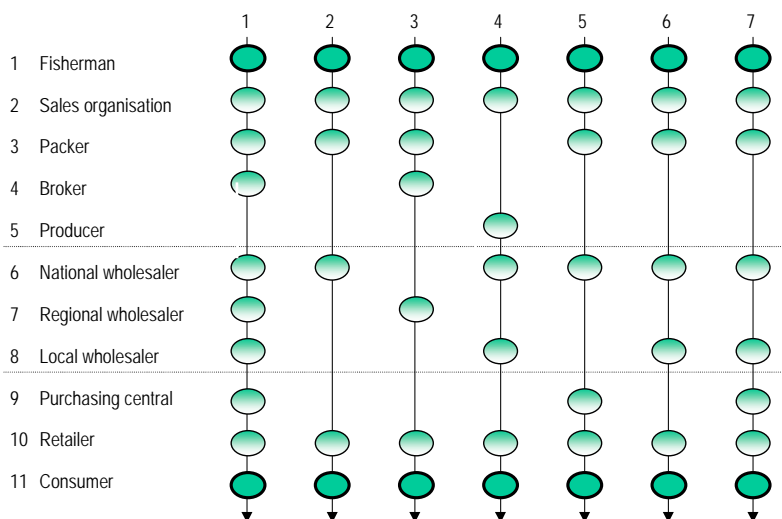 1 2 3 4 5 6 7
1 Fisherman
2 Sales organisation
3 Packer
4 Broker
5 Producer
6 National wholesaler
7 Regional wholesaler
8 Local wholesaler
9 Purchasing central
10 Retailer
11 Consumer